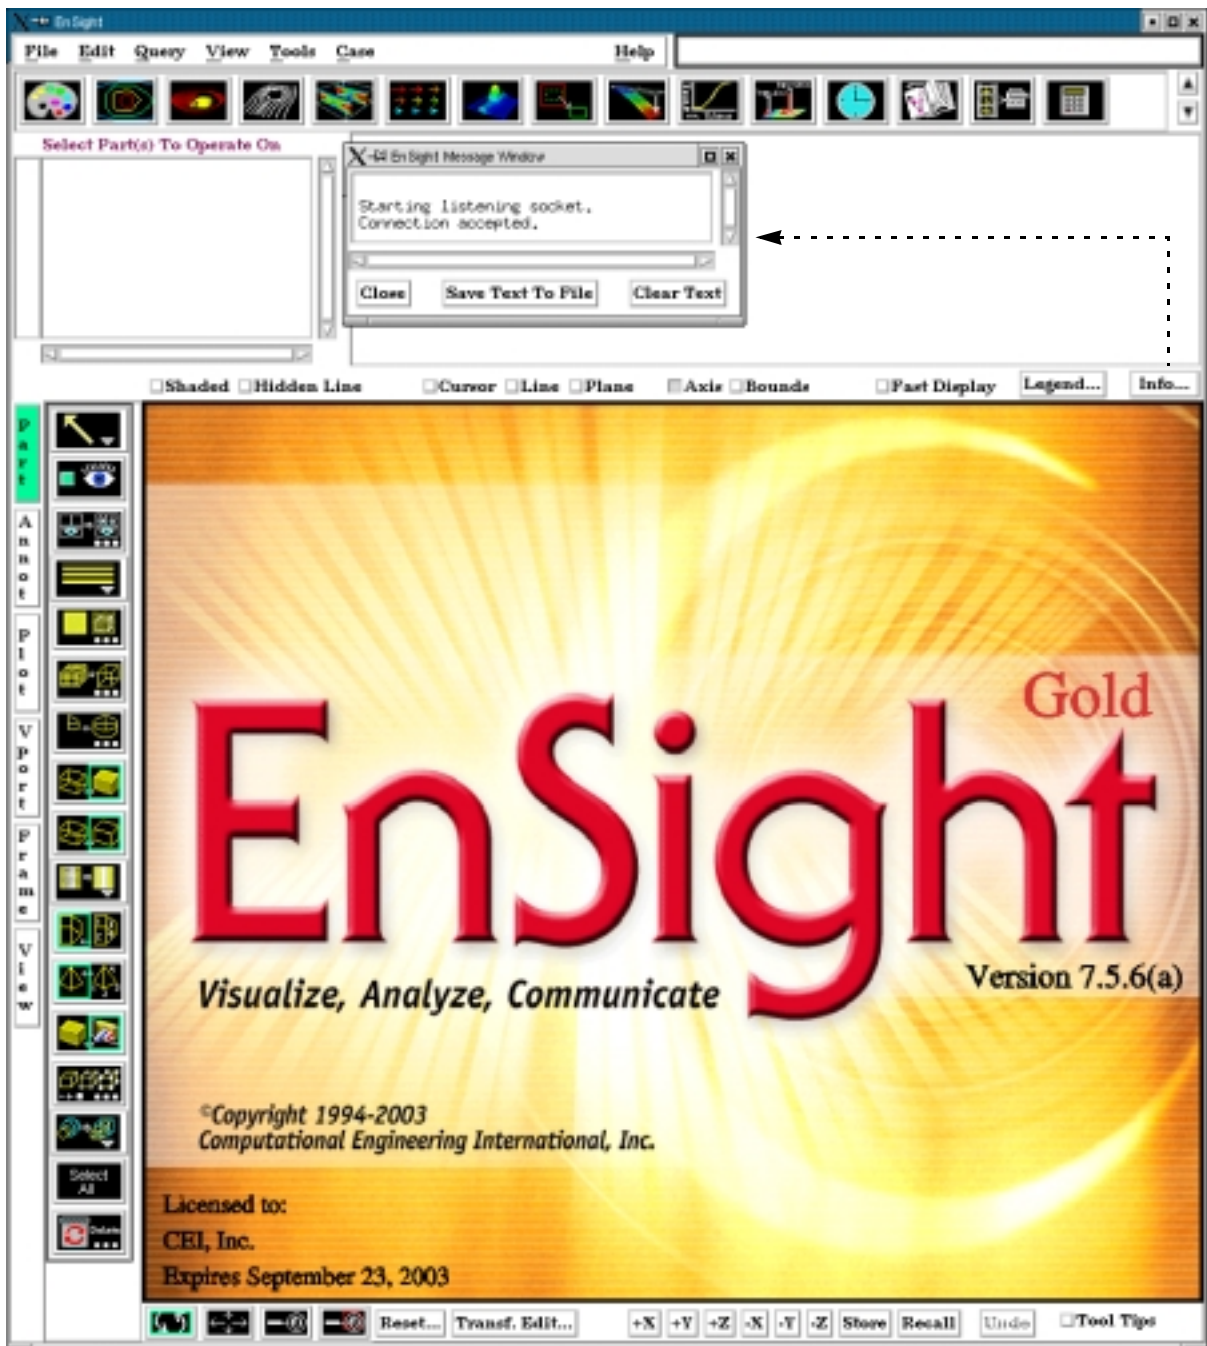 EnSight
File Edit Query View Tools Case Help
Select Part(s) To Operate On
EnSight Message Window
Starting listening socket.
Connection accepted.
Close Save Text To File Clear Text
Shaded Hidden Line Cursor Line Plane Axis Bounds Fast Display Legend... Info...
Part
Annot
Plot
VPort
Frame
View
Select
All
Delete
Gold
EnSight
Version 7.5.6(a)
Visualize, Analyze, Communicate
©Copyright 1994-2003
Computational Engineering International, Inc.
Licensed to:
CEI, Inc.
Expires September 23, 2003
Reset... Transf. Edit... +X +Y +Z -X -Y -Z Store Recall Undo Tool Tips